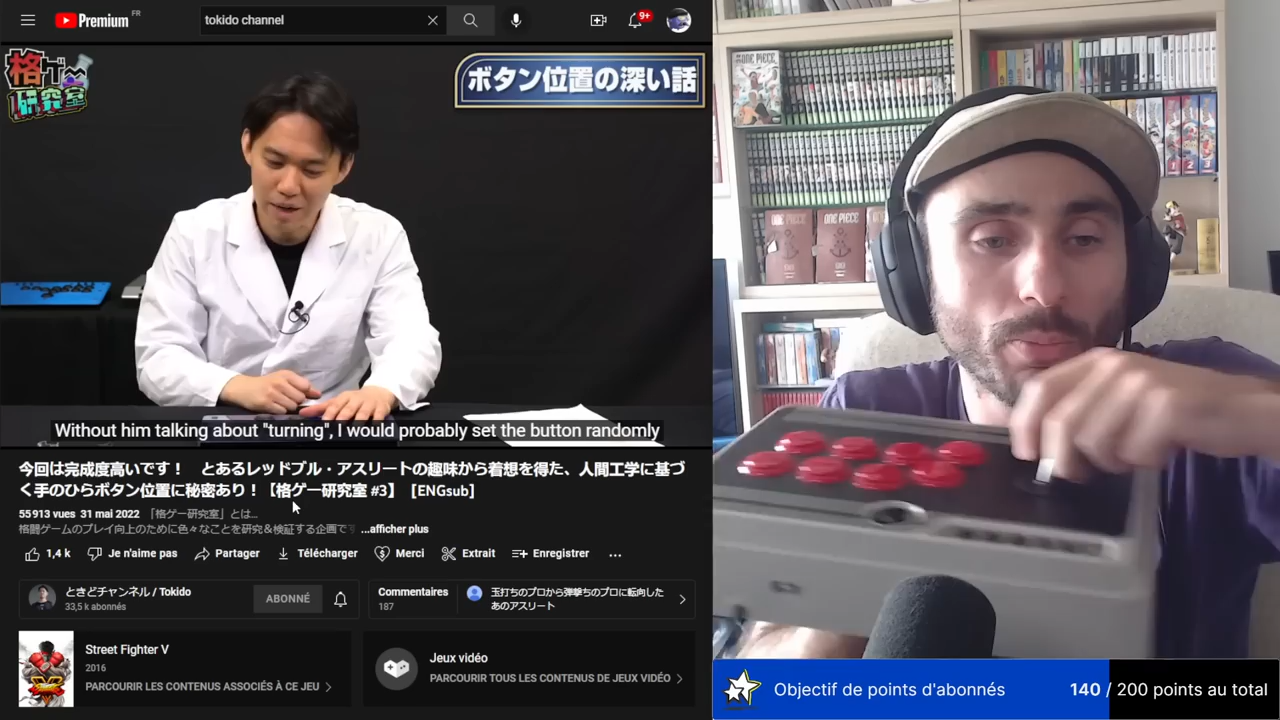 Premium FR
tokido channel
9+
格ゲー
研究室
ボタン位置の深い話
Without him talking about "turning", I would probably set the button randomly
今回は完成度高いです！　とあるレッドブル・アスリートの趣味から着想を得た、人間工学に基づ
く手のひらボタン位置に秘密あり！【格ゲー研究室 #3】 [ENGsub]
55 913 vues 31 mai 2022 「格ゲー研究室」とは...
格闘ゲームのプレイ向上のために色々なことを研究＆検証する企画です ...afficher plus
1,4 k Je n'aime pas Partager Télécharger Merci Extrait Enregistrer ...
ときどチャンネル / Tokido
33,5 k abonnés
ABONNÉ
Commentaires
187
玉打ちのプロから弾撃ちのプロに転向した
あのアスリート
Street Fighter V
2016
PARCOURIR LES CONTENUS ASSOCIÉS À CE JEU
Jeux vidéo
PARCOURIR TOUS LES CONTENUS DE JEUX VIDÉO
ONE PIECE
ONE PIECE
ONE PIECE
1 2 3
Objectif de points d'abonnés
140 / 200 points au total